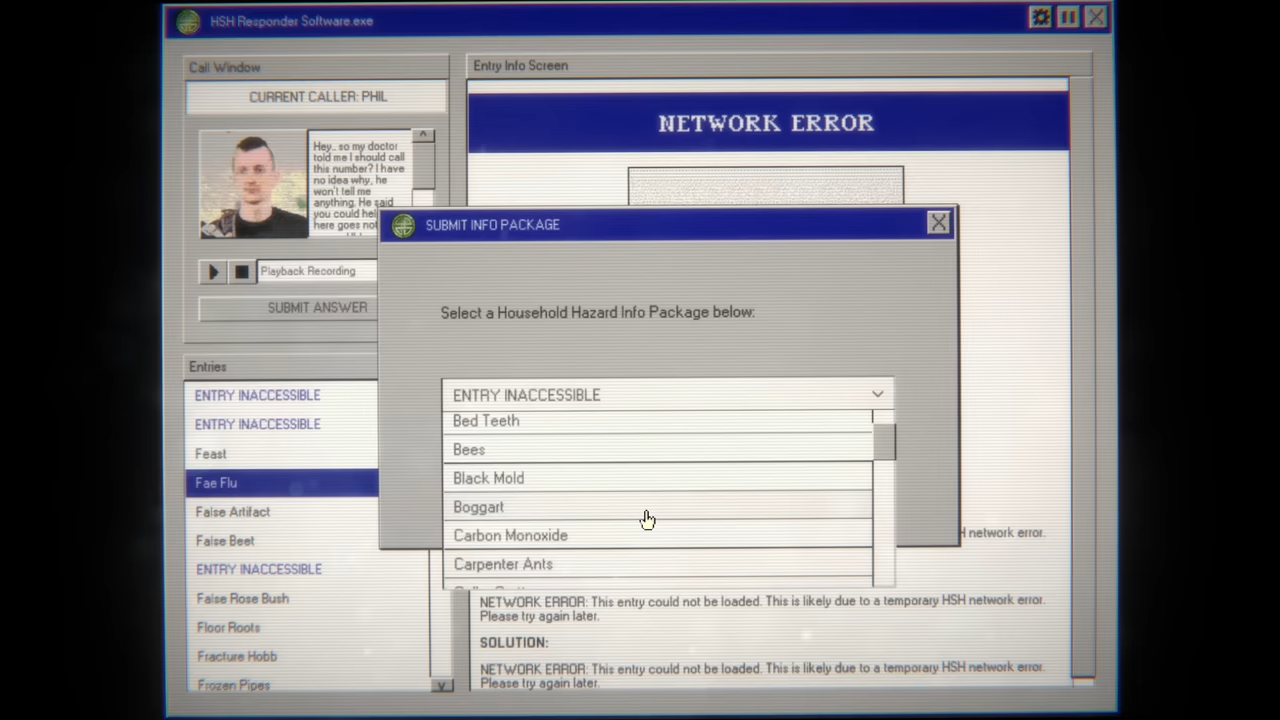 HSH Responder Software.exe
Call Window
CURRENT CALLER: PHIL
Hey.. so my doctor
told me I should call
this number? I have
no idea why, he
won't tell me
anything. He said
you could hel
here goes not
Playback Recording
SUBMIT ANSWER
Entries
ENTRY INACCESSIBLE
ENTRY INACCESSIBLE
Feast
Fae Flu
False Artifact
False Beet
ENTRY INACCESSIBLE
False Rose Bush
Floor Roots
Fracture Hobb
Frozen Pipes
Entry Info Screen
NETWORK ERROR
SUBMIT INFO PACKAGE
Select a Household Hazard Info Package below:
ENTRY INACCESSIBLE
Bed Teeth
Bees
Black Mold
Boggart
Carbon Monoxide
Carpenter Ants
H network error.
NETWORK ERROR: This entry could not be loaded. This is likely due to a temporary HSH network error.
Please try again later.
SOLUTION:
NETWORK ERROR: This entry could not be loaded. This is likely due to a temporary HSH network error.
Please try again later.